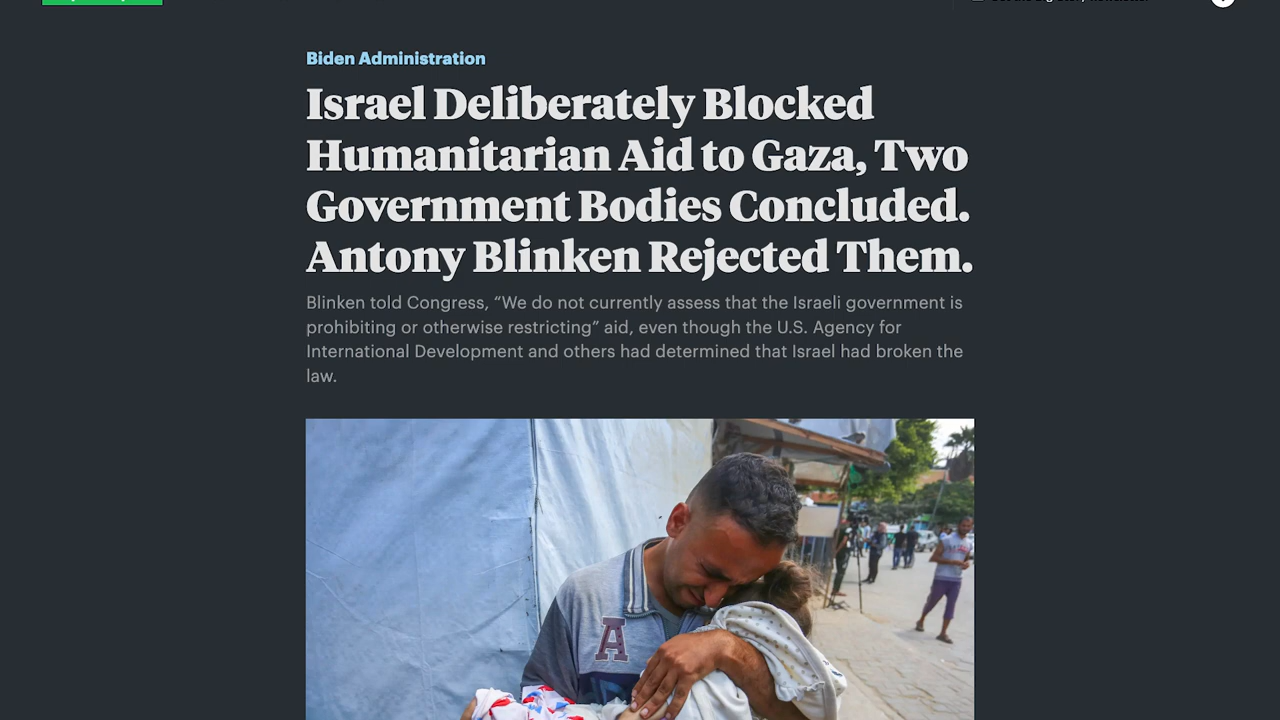 Biden Administration
Israel Deliberately Blocked
Humanitarian Aid to Gaza, Two
Government Bodies Concluded.
Antony Blinken Rejected Them.
Blinken told Congress, “We do not currently assess that the Israeli government is
prohibiting or otherwise restricting” aid, even though the U.S. Agency for
International Development and others had determined that Israel had broken the
law.
A